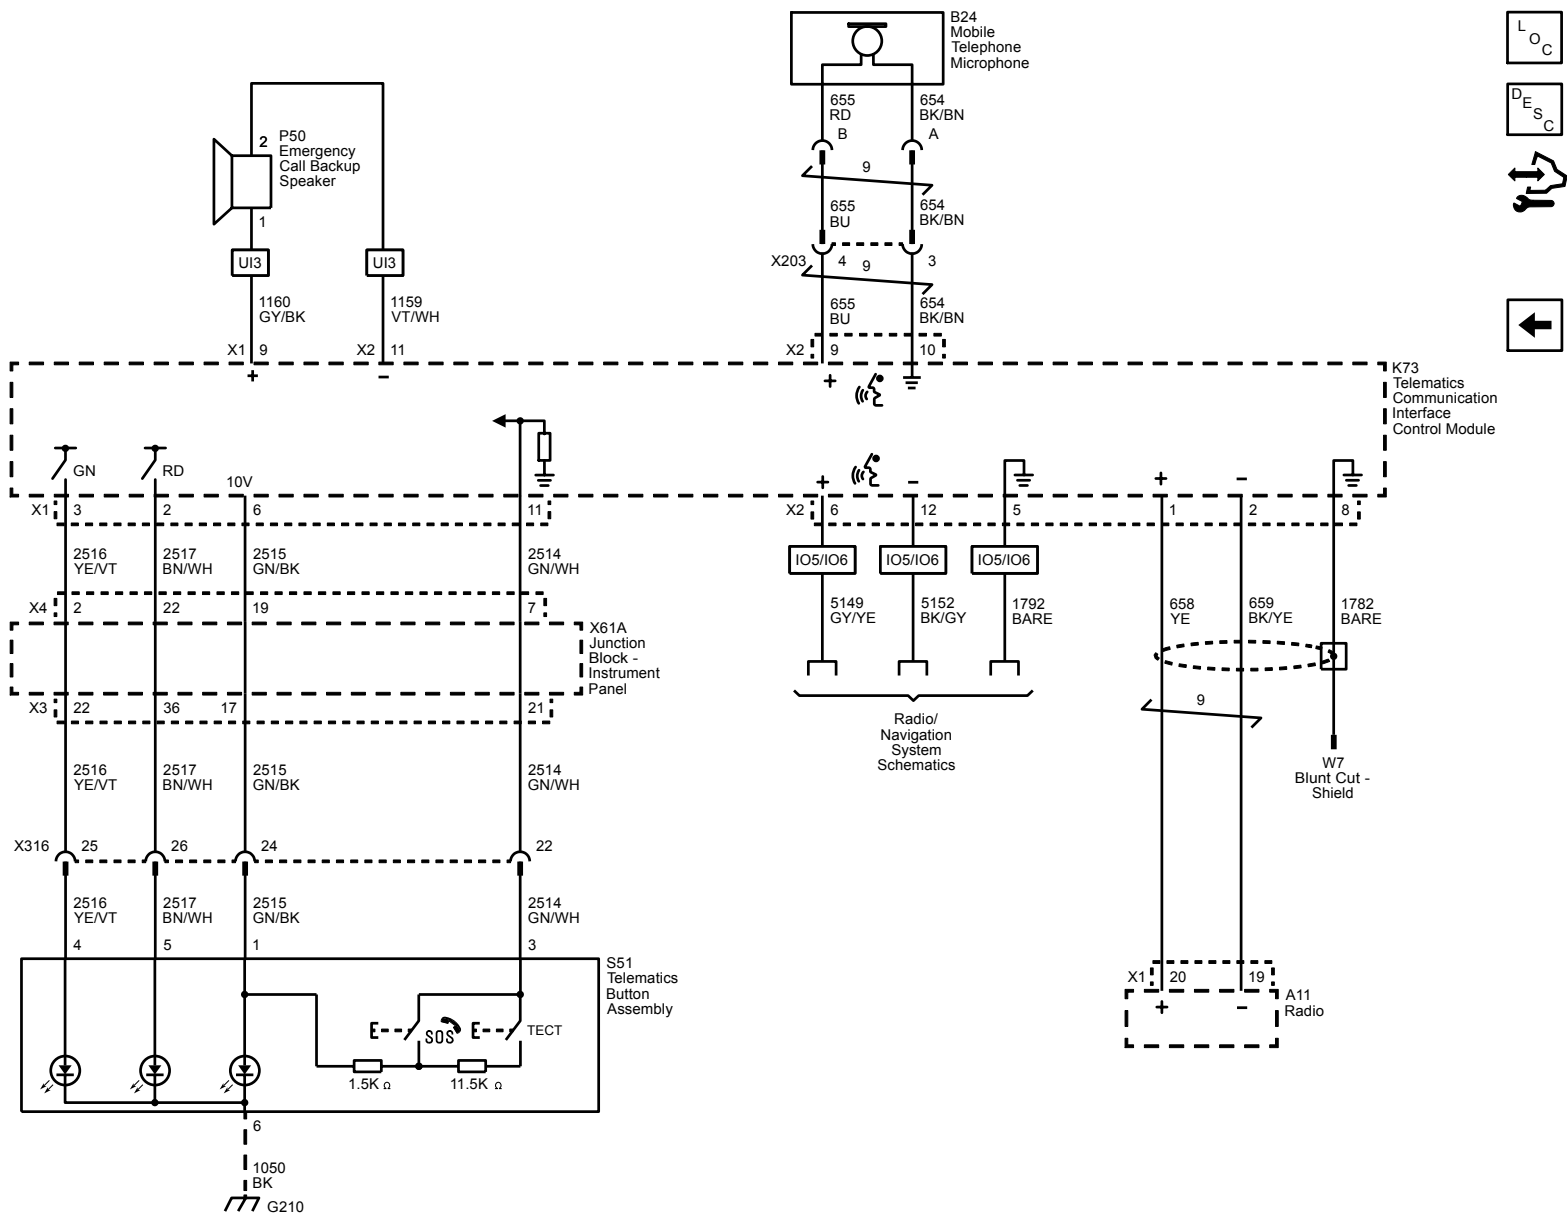 B24
Mobile
Telephone
Microphone
L
O
C
D
E
S
C
655
RD
654
BK/BN
B
A
9
2
P50
Emergency
Call Backup
Speaker
1
655
BU
654
BK/BN
UI3
UI3
X203
4
9
3
1160
GY/BK
1159
VT/WH
655
BU
654
BK/BN
X1
9
X2
11
X2
9
10
+
−
+
K73
Telematics
Communication
Interface
Control Module
GN
RD
10V
+
−
+
−
X1
3
2
6
11
X2
6
12
5
1
2
8
2516
YE/VT
2517
BN/WH
2515
GN/BK
2514
GN/WH
IO5/IO6
IO5/IO6
IO5/IO6
X4
2
22
19
7
5149
GY/YE
5152
BK/GY
1792
BARE
658
YE
659
BK/YE
1782
BARE
X61A
Junction
Block -
Instrument
Panel
X3
22
36
17
21
9
Radio/
Navigation
System
Schematics
W7
Blunt Cut -
Shield
2516
YE/VT
2517
BN/WH
2515
GN/BK
2514
GN/WH
X316
25
26
24
22
2516
YE/VT
2517
BN/WH
2515
GN/BK
2514
GN/WH
4
5
1
3
S51
Telematics
Button
Assembly
X1
20
19
+
−
A11
Radio
SOS
TECT
1.5K Ω
11.5K Ω
6
1050
BK
G210